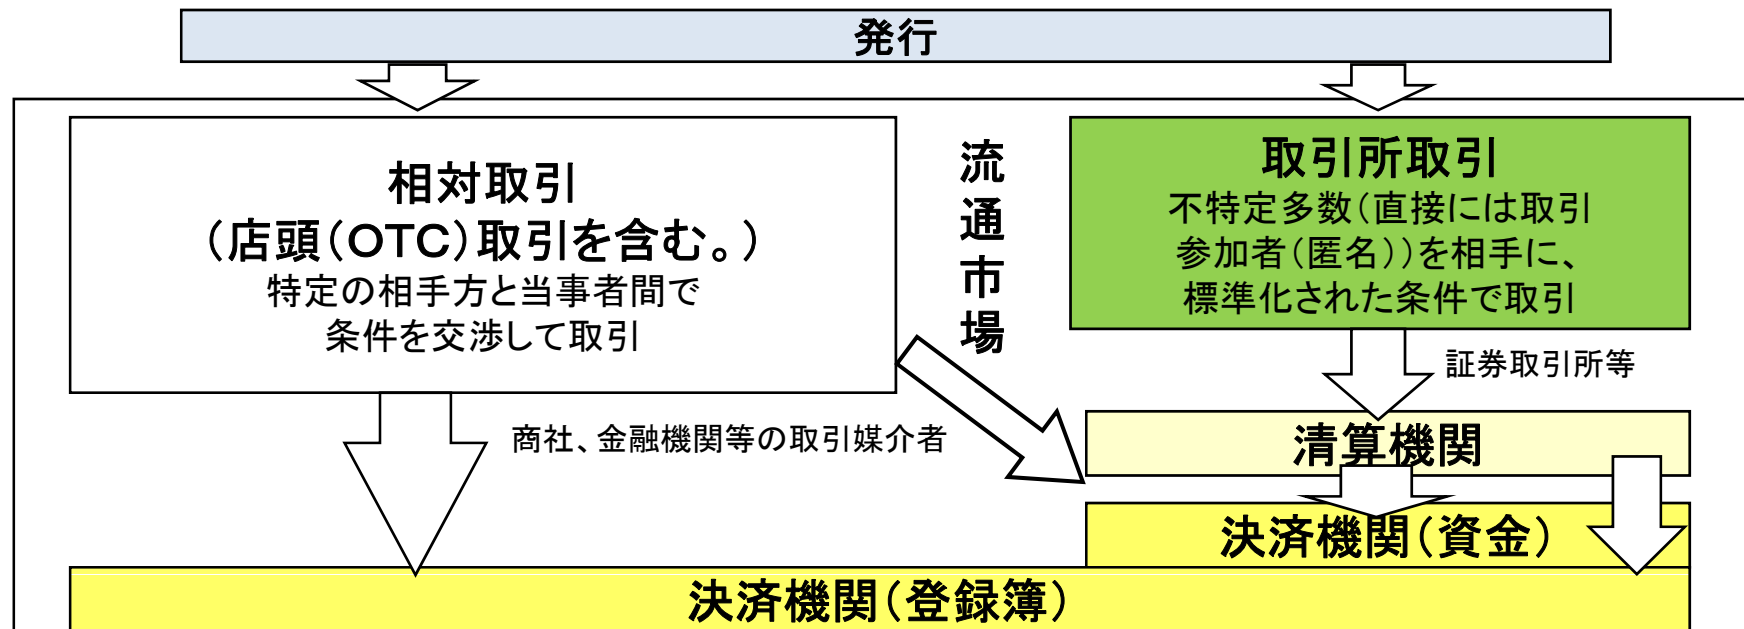 発行
相対取引
（店頭（ＯＴＣ）取引を含む。）
特定の相手方と当事者間で
条件を交渉して取引
流通市場
取引所取引
不特定多数（直接には取引
参加者（匿名））を相手に、
標準化された条件で取引
証券取引所等
商社、金融機関等の取引媒介者
清算機関
決済機関（資金）
決済機関（登録簿）